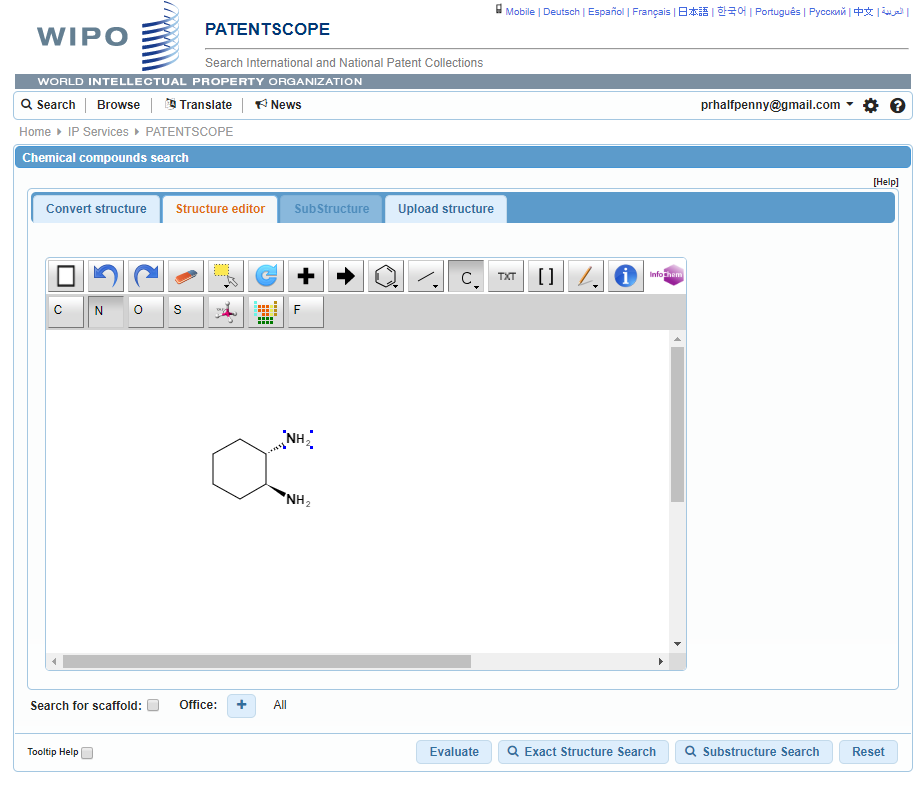 Mobile | Deutsch | Español | Français | 日本語 | 한국어 | Português | Русский | 中文 | العربية |
WIPO
PATENTSCOPE
Search International and National Patent Collections
WORLD INTELLECTUAL PROPERTY ORGANIZATION
Search Browse Translate News prhalfpenny@gmail.com
Home IP Services PATENTSCOPE
Chemical compounds search
[Help]
Convert structure Structure editor SubStructure Upload structure
C TXT [ ] i InfoChem
C N O S F
NH2
NH2
Search for scaffold: Office: + All
Tooltip Help Evaluate Exact Structure Search Substructure Search Reset